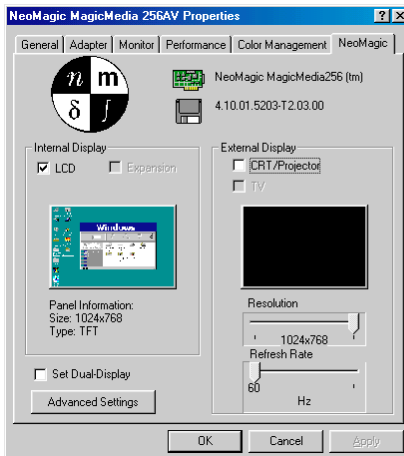 NeoMagic MagicMedia 256AV Properties
General Adapter Monitor Performance Color Management NeoMagic
n m
δ ∫
NeoMagic MagicMedia256 (tm)
4.10.01.5203-T2.03.00
Internal Display
LCD Expansion
Windows
Panel Information:
Size: 1024x768
Type: TFT
External Display
CRT/Projector
TV
Resolution
1024x768
Refresh Rate
60
Hz
Set Dual-Display
Advanced Settings
OK Cancel Apply